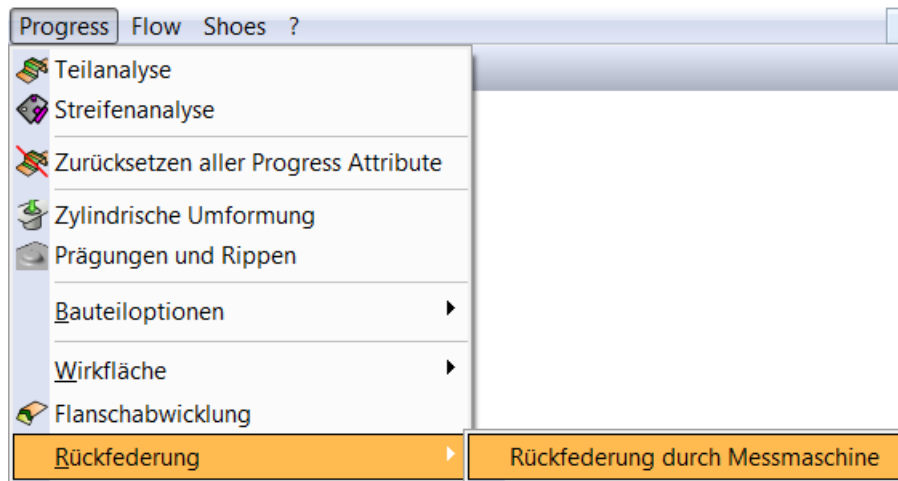 Progress Flow Shoes ?
Teilanalyse
Streifenanalyse
Zurücksetzen aller Progress Attribute
Zylindrische Umformung
Prägungen und Rippen
Bauteiloptionen
Wirkfläche
Flanschabwicklung
Rückfederung
Rückfederung durch Messmaschine